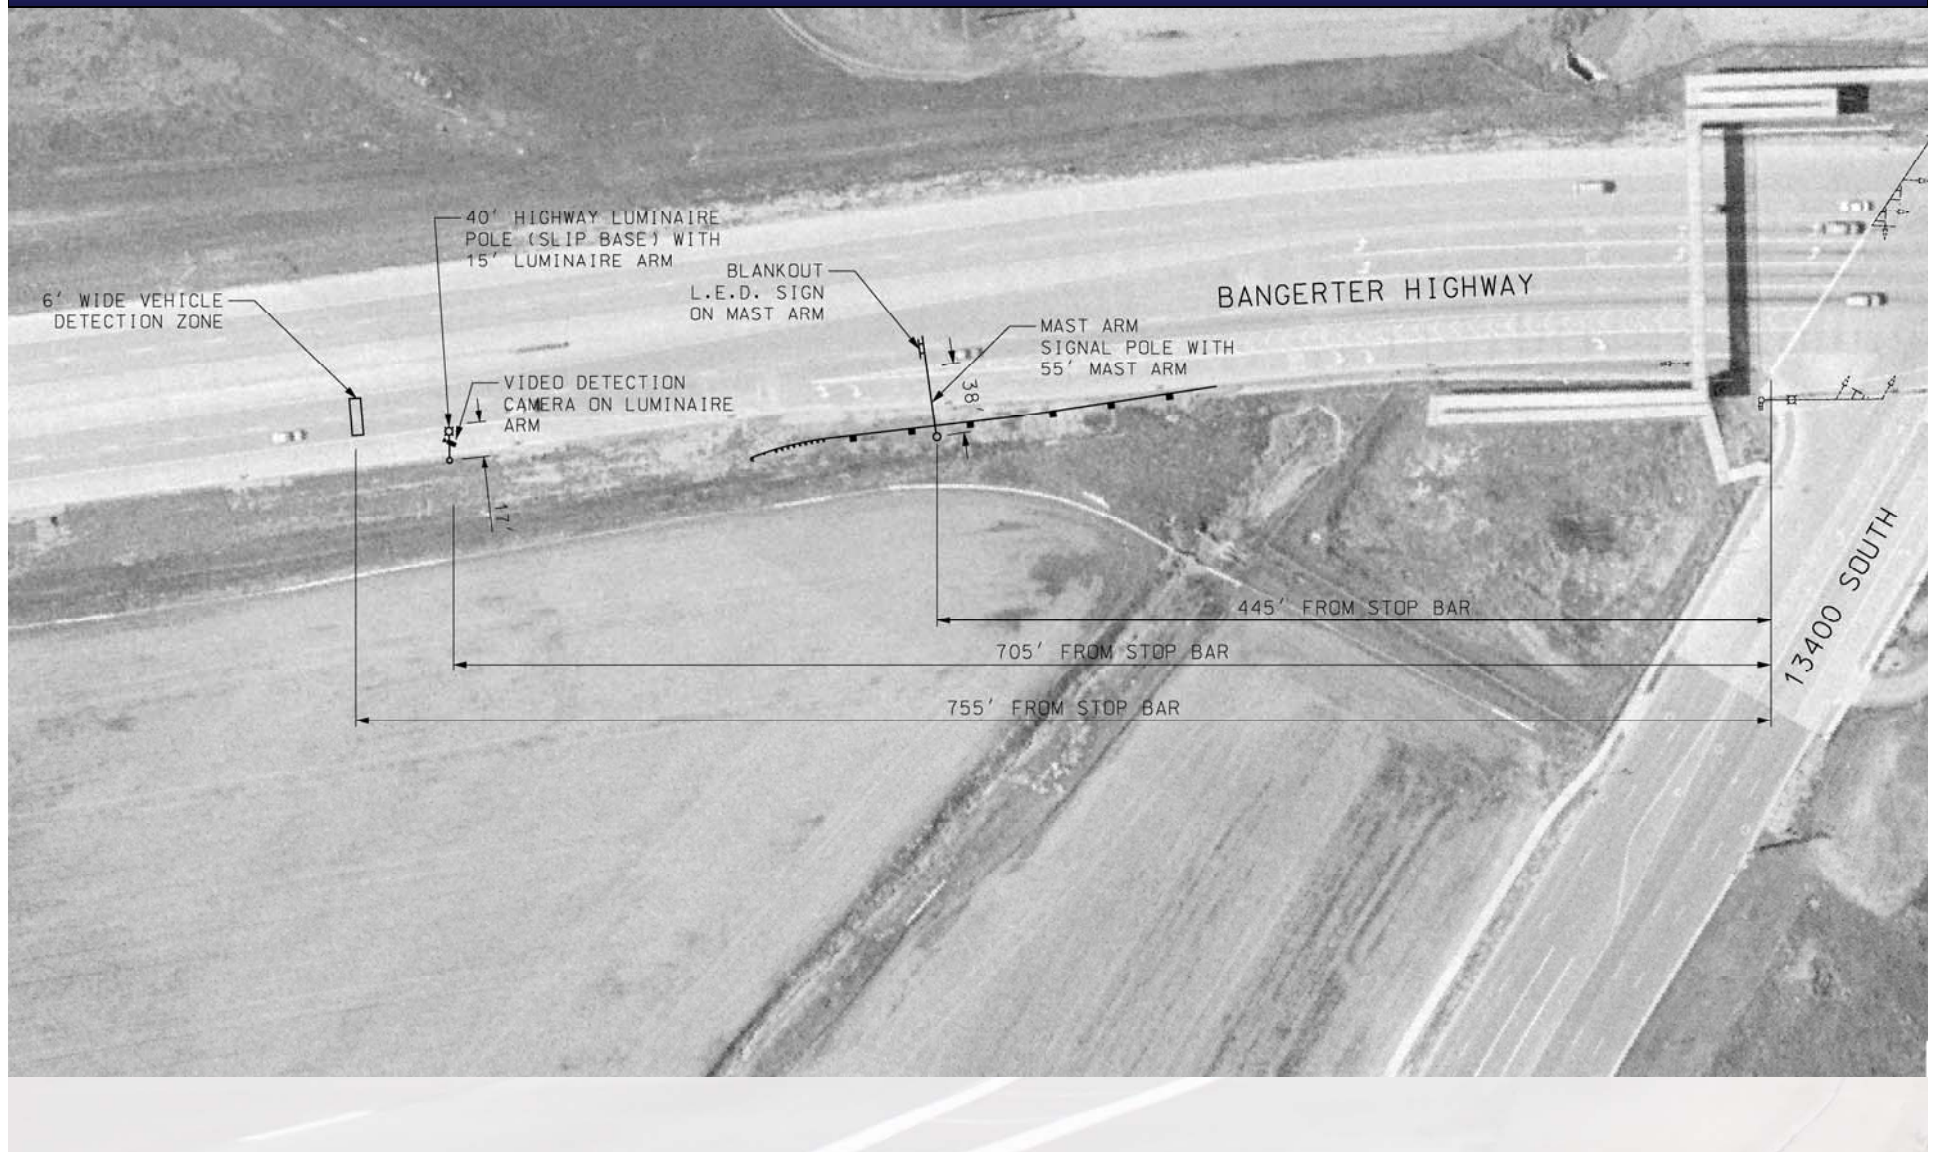 40' HIGHWAY LUMINAIRE
POLE (SLIP BASE) WITH
15' LUMINAIRE ARM
BLANKOUT
L.E.D. SIGN
ON MAST ARM
6' WIDE VEHICLE
DETECTION ZONE
BANGERTER HIGHWAY
MAST ARM
SIGNAL POLE WITH
55' MAST ARM
VIDEO DETECTION
CAMERA ON LUMINAIRE
ARM
38'
17'
13400 SOUTH
445' FROM STOP BAR
705' FROM STOP BAR
755' FROM STOP BAR